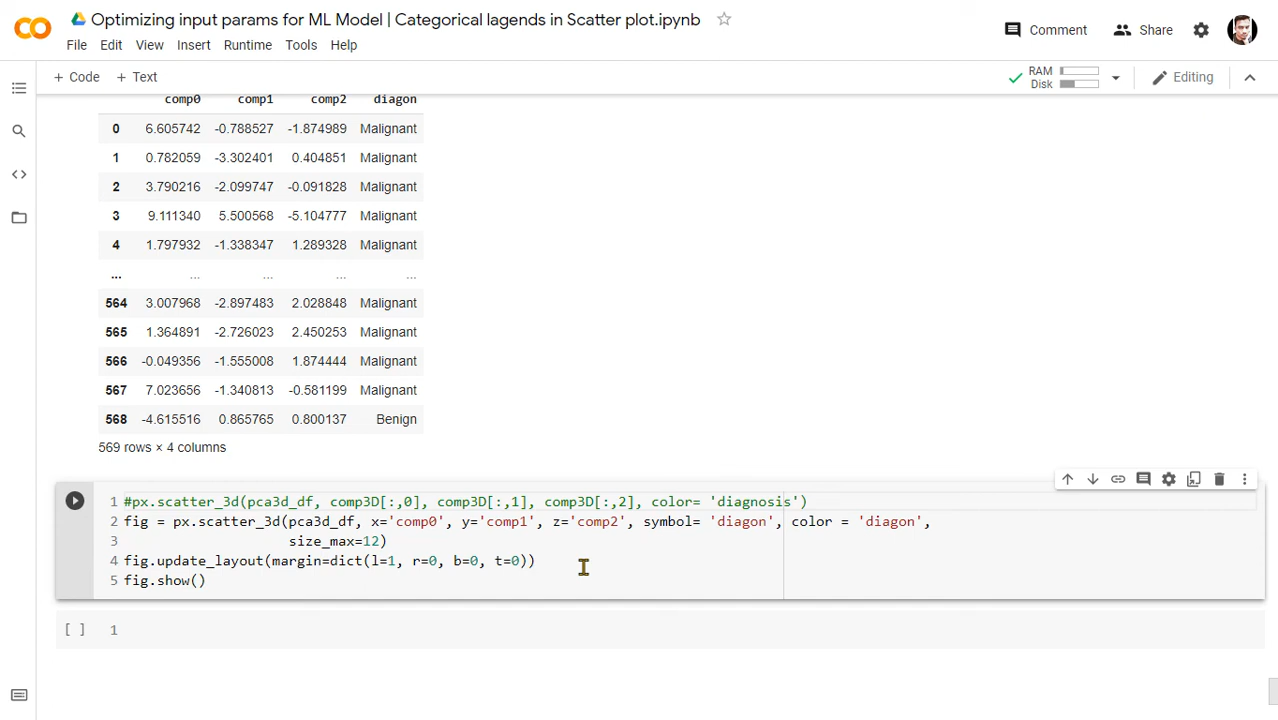 Optimizing input params for ML Model | Categorical lagends in Scatter plot.ipynb
Comment
Share
File Edit View Insert Runtime Tools Help
+ Code + Text
RAM
Disk
Editing
comp0 comp1 comp2 diagon
0 6.605742 -0.788527 -1.874989 Malignant
1 0.782059 -3.302401 0.404851 Malignant
2 3.790216 -2.099747 -0.091828 Malignant
3 9.111340 5.500568 -5.104777 Malignant
4 1.797932 -1.338347 1.289328 Malignant
... ... ... ... ...
564 3.007968 -2.897483 2.028848 Malignant
565 1.364891 -2.726023 2.450253 Malignant
566 -0.049356 -1.555008 1.874444 Malignant
567 7.023656 -1.340813 -0.581199 Malignant
568 -4.615516 0.865765 0.800137 Benign
569 rows × 4 columns
1 #px.scatter_3d(pca3d_df, comp3D[:,0], comp3D[:,1], comp3D[:,2], color= 'diagnosis')
2 fig = px.scatter_3d(pca3d_df, x='comp0', y='comp1', z='comp2', symbol= 'diagon', color = 'diagon',
3 size_max=12)
4 fig.update_layout(margin=dict(l=1, r=0, b=0, t=0))
5 fig.show()
[ ] 1